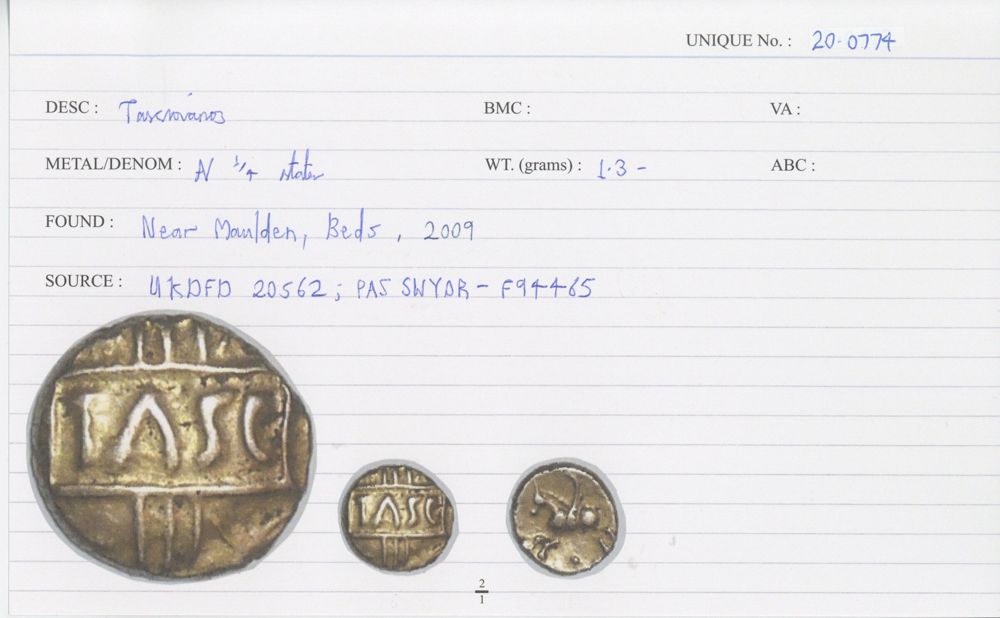 UNIQUE No. : 20-0774
DESC : Tasciovanos BMC : VA :
METAL/DENOM : N 1/4 stater WT. (grams) : 1.3 - ABC :
FOUND : Near Maulden, Beds, 2009
SOURCE : UKDFD 20562; PAS SWYOR - F94465
TASC
TASC
2
1